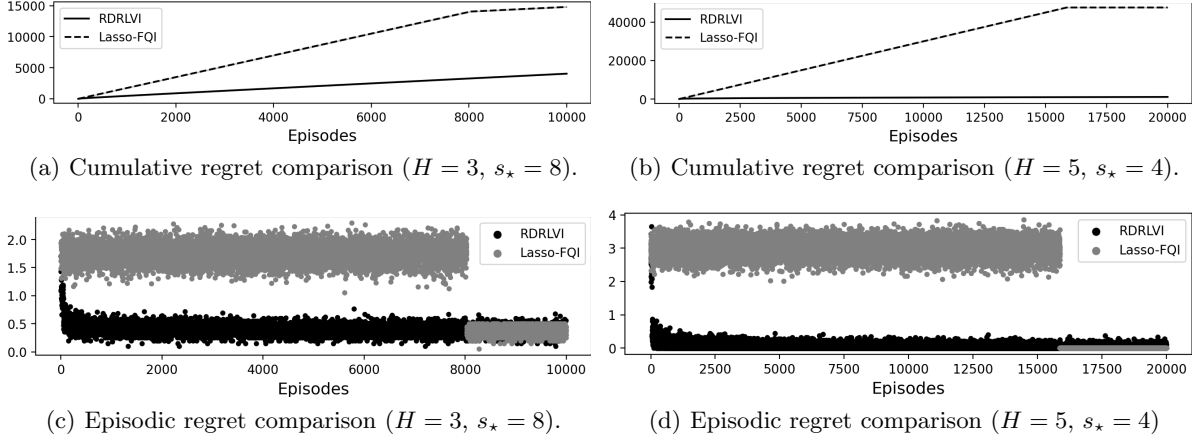 15000
10000
5000
0
RDRLVI
Lasso-FQI
0 2000 4000 6000 8000 10000
Episodes
(a) Cumulative regret comparison (H = 3, s⋆ = 8).
40000
20000
0
RDRLVI
Lasso-FQI
0 2500 5000 7500 10000 12500 15000 17500 20000
Episodes
(b) Cumulative regret comparison (H = 5, s⋆ = 4).
2.0
1.5
1.0
0.5
0.0
RDRLVI
Lasso-FQI
0 2000 4000 6000 8000 10000
Episodes
(c) Episodic regret comparison (H = 3, s⋆ = 8).
4
3
2
1
0
RDRLVI
Lasso-FQI
0 2500 5000 7500 10000 12500 15000 17500 20000
Episodes
(d) Episodic regret comparison (H = 5, s⋆ = 4)